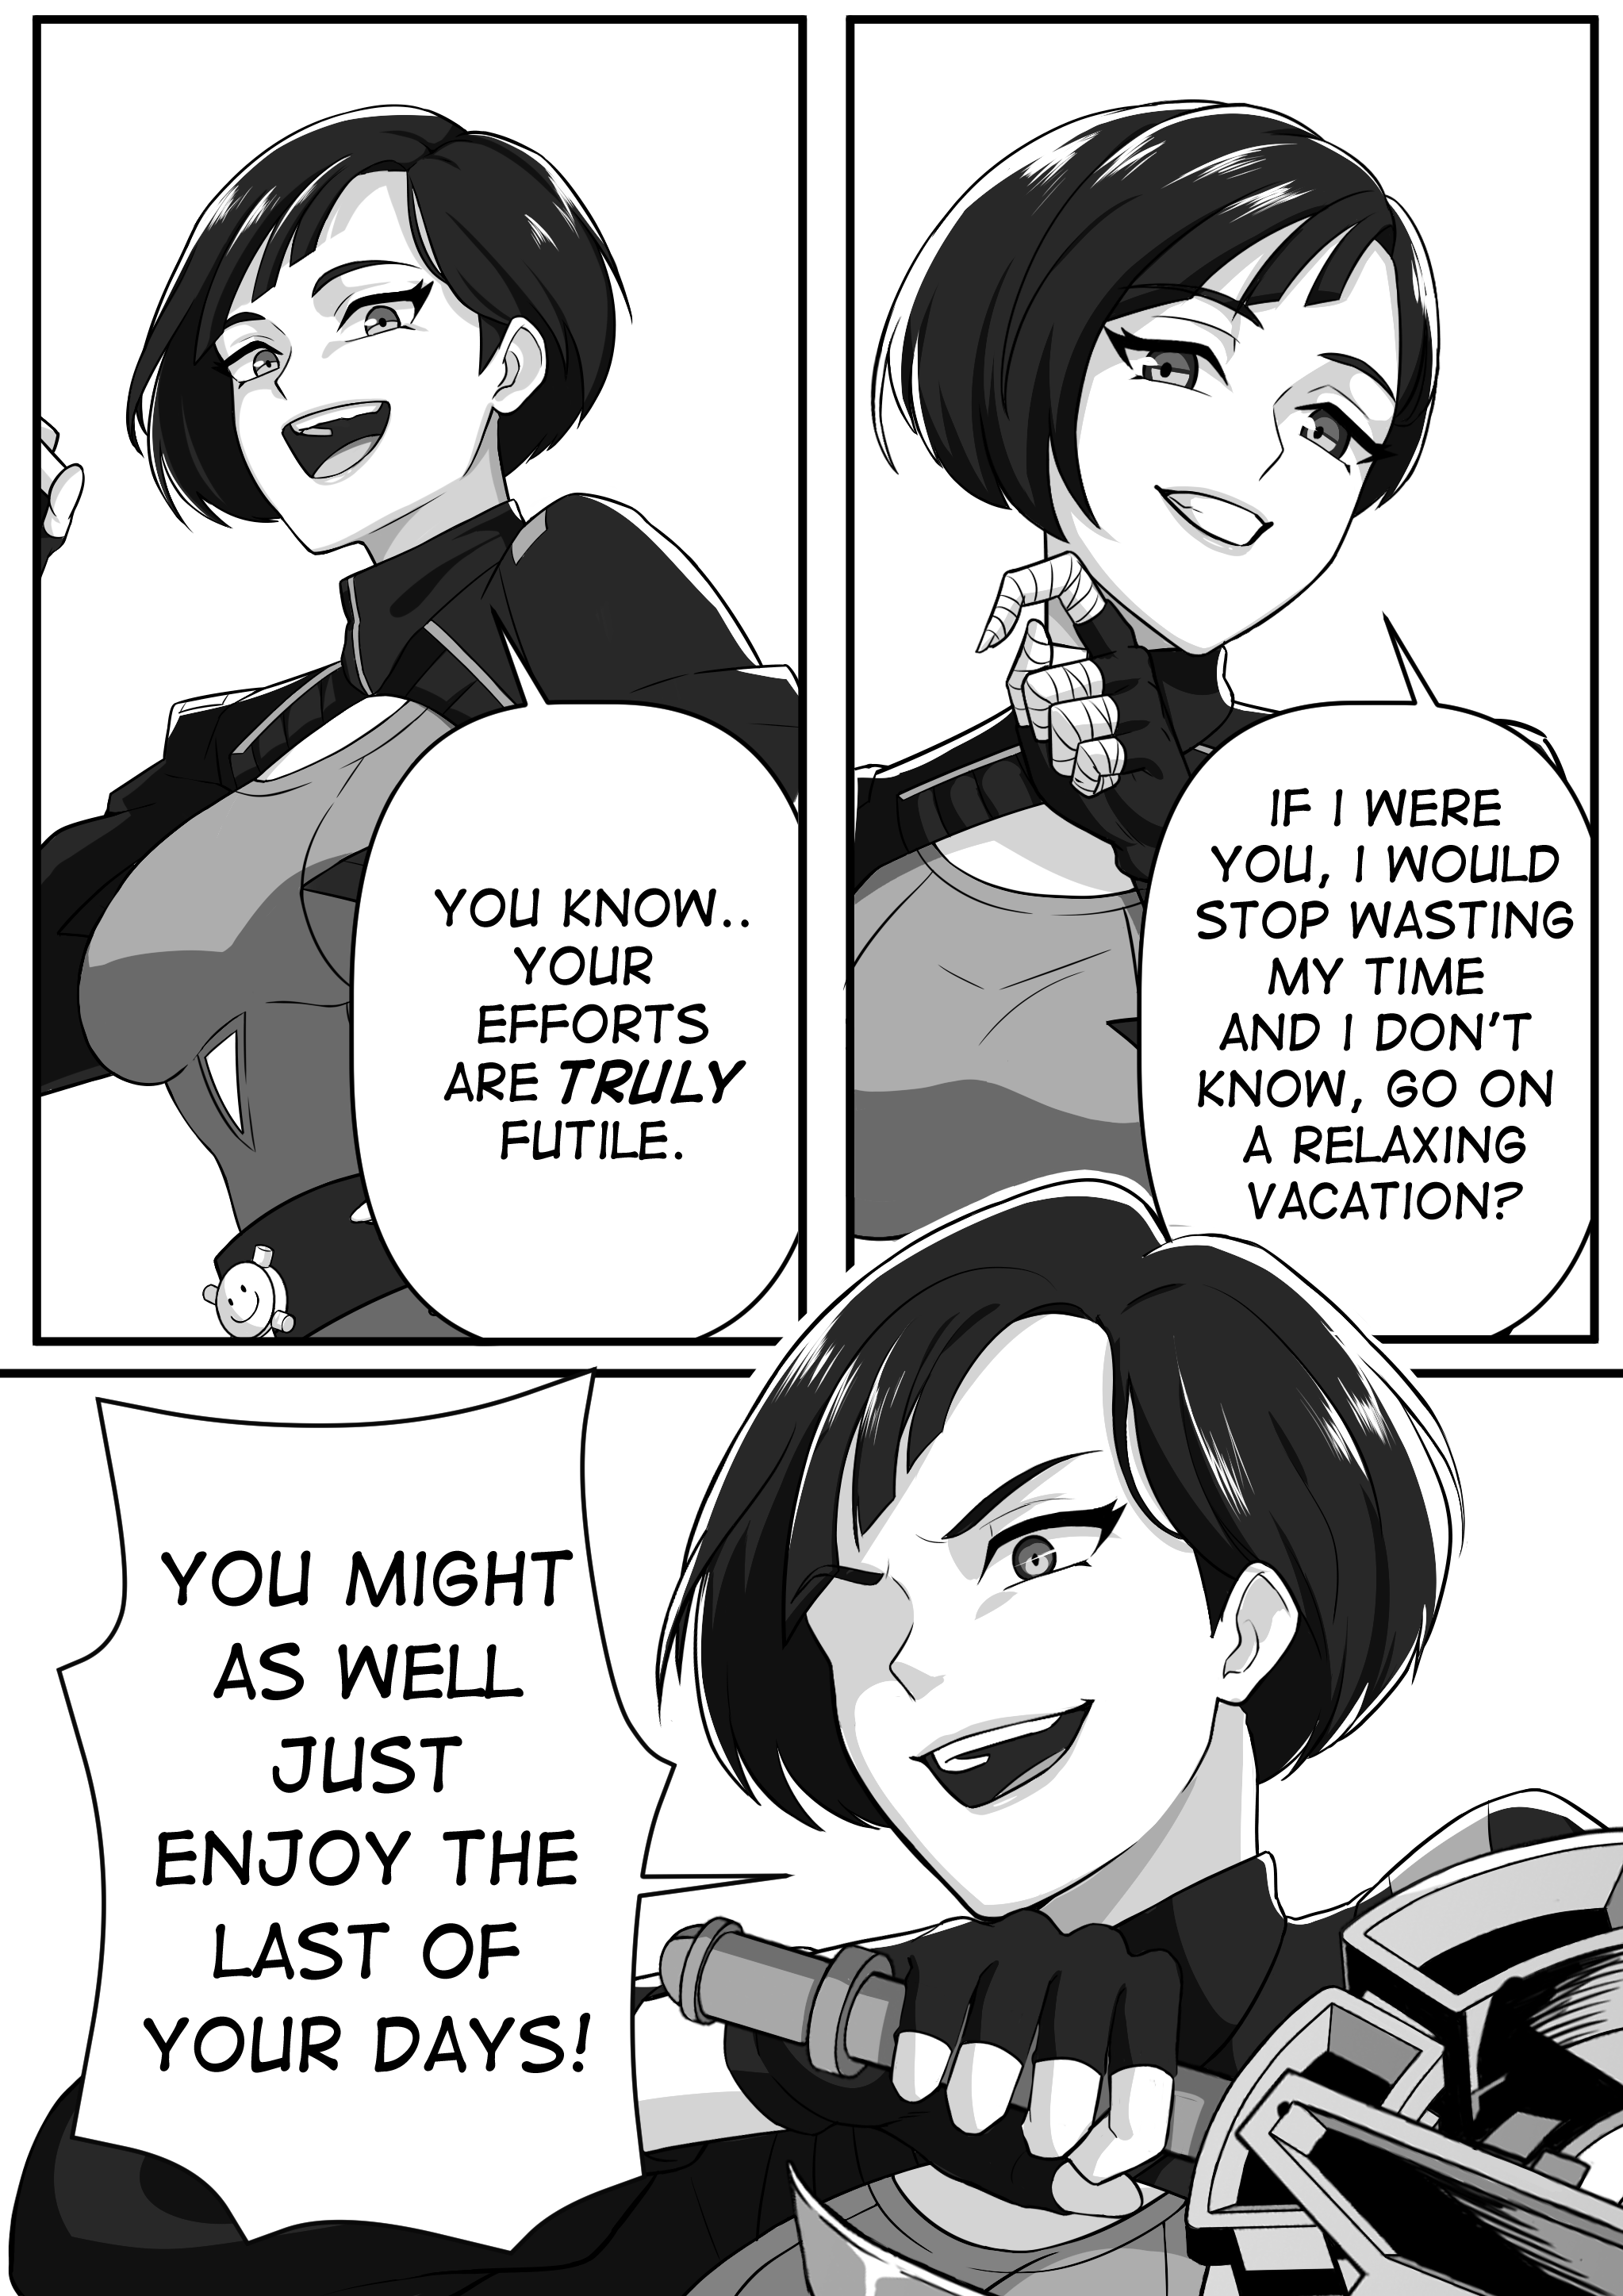 YOU KNOW..
YOUR
EFFORTS
ARE TRULY
FUTILE.
IF I WERE
YOU, I WOULD
STOP WASTING
MY TIME
AND I DON'T
KNOW, GO ON
A RELAXING
VACATION?
YOU MIGHT
AS WELL
JUST
ENJOY THE
LAST OF
YOUR DAYS!